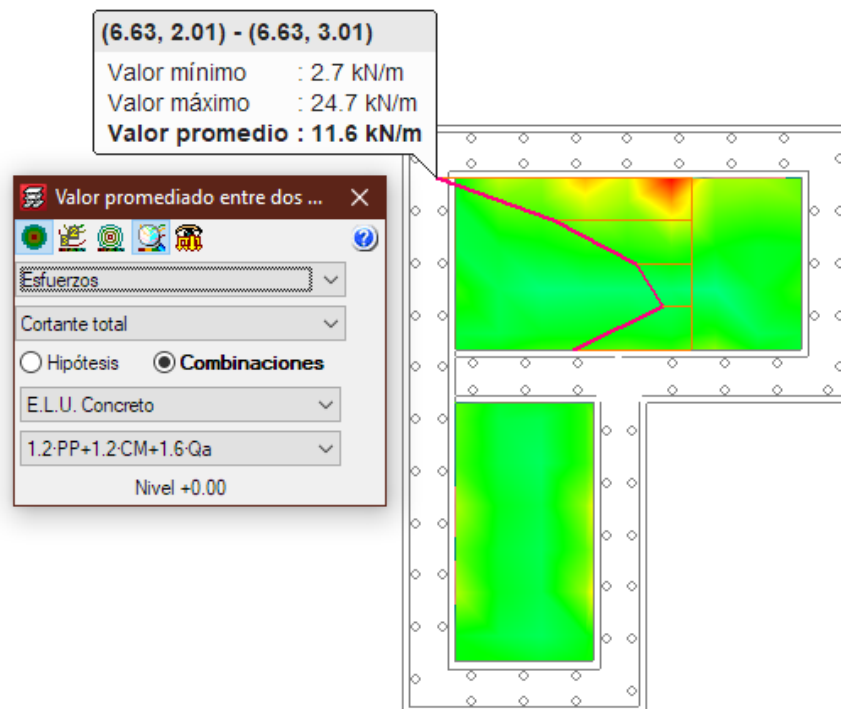 (6.63, 2.01) - (6.63, 3.01)
Valor mínimo : 2.7 kN/m
Valor máximo : 24.7 kN/m
Valor promedio : 11.6 kN/m
Valor promediado entre dos ...
Esfuerzos
Cortante total
Hipótesis Combinaciones
E.L.U. Concreto
1.2·PP+1.2·CM+1.6·Qa
Nivel +0.00